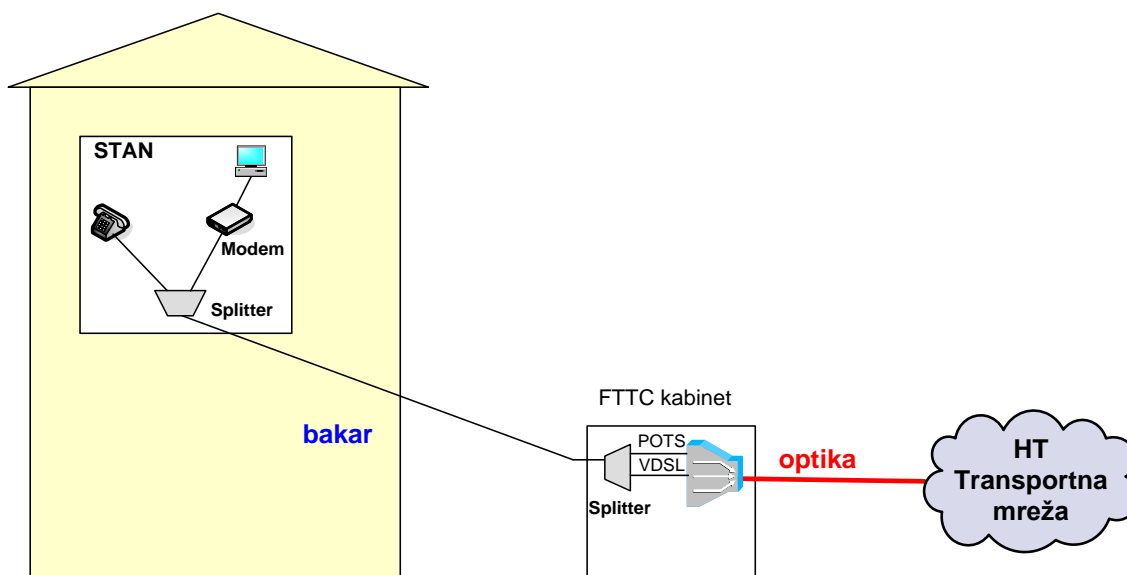 STAN
Modem
Splitter
bakar
FTTC kabinet
POTS
VDSL
Splitter
optika
HT
Transportna
mreža